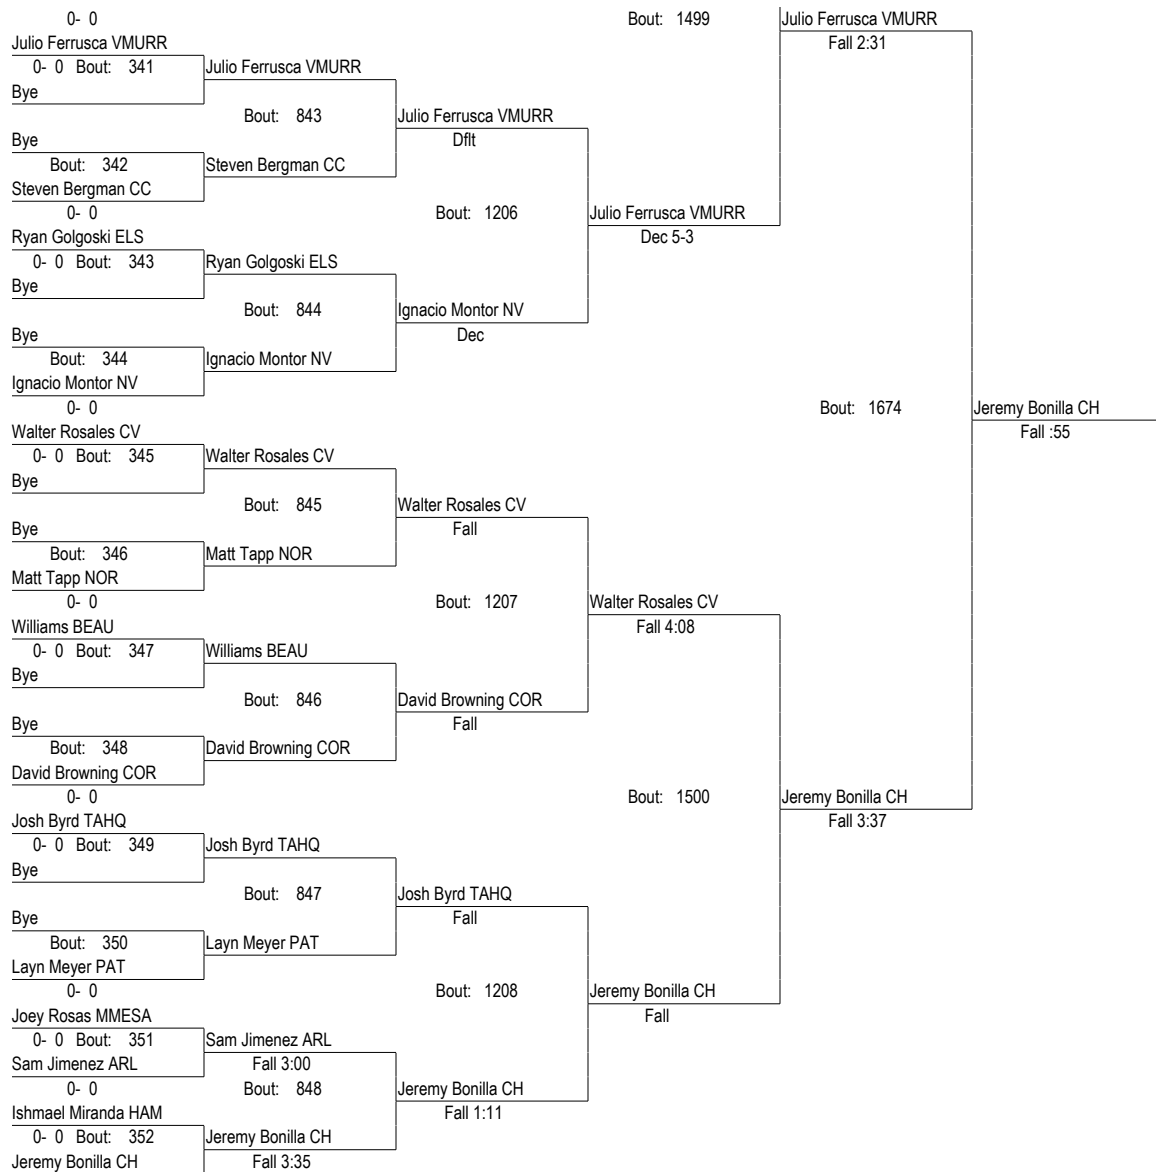 0- 0
Bout: 1499
Julio Ferrusca VMURR
Julio Ferrusca VMURR
Fall 2:31
0- 0 Bout: 341
Julio Ferrusca VMURR
Bye
Bout: 843
Julio Ferrusca VMURR
Bye
Dflt
Bout: 342
Steven Bergman CC
Steven Bergman CC
0- 0
Bout: 1206
Julio Ferrusca VMURR
Ryan Golgoski ELS
Dec 5-3
0- 0 Bout: 343
Ryan Golgoski ELS
Bye
Bout: 844
Ignacio Montor NV
Bye
Dec
Bout: 344
Ignacio Montor NV
Ignacio Montor NV
0- 0
Bout: 1674
Jeremy Bonilla CH
Walter Rosales CV
Fall :55
0- 0 Bout: 345
Walter Rosales CV
Bye
Bout: 845
Walter Rosales CV
Bye
Fall
Bout: 346
Matt Tapp NOR
Matt Tapp NOR
0- 0
Bout: 1207
Walter Rosales CV
Williams BEAU
Fall 4:08
0- 0 Bout: 347
Williams BEAU
Bye
Bout: 846
David Browning COR
Bye
Fall
Bout: 348
David Browning COR
David Browning COR
0- 0
Bout: 1500
Jeremy Bonilla CH
Josh Byrd TAHQ
Fall 3:37
0- 0 Bout: 349
Josh Byrd TAHQ
Bye
Bout: 847
Josh Byrd TAHQ
Bye
Fall
Bout: 350
Layn Meyer PAT
Layn Meyer PAT
0- 0
Bout: 1208
Jeremy Bonilla CH
Joey Rosas MMESA
Fall
0- 0 Bout: 351
Sam Jimenez ARL
Sam Jimenez ARL
Fall 3:00
0- 0
Bout: 848
Jeremy Bonilla CH
Ishmael Miranda HAM
Fall 1:11
0- 0 Bout: 352
Jeremy Bonilla CH
Jeremy Bonilla CH
Fall 3:35